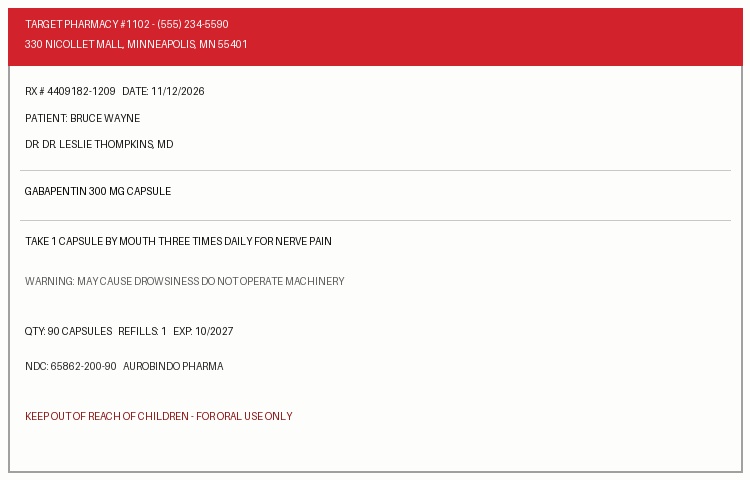 TARGET PHARMACY #1102 - (555) 234-5590
330 NICOLLET MALL, MINNEAPOLIS, MN 55401
RX # 4409182-1209 DATE: 11/12/2026
PATIENT: BRUCE WAYNE
DR: DR. LESLIE THOMPKINS, MD
GABAPENTIN 300 MG CAPSULE
TAKE 1 CAPSULE BY MOUTH THREE TIMES DAILY FOR NERVE PAIN
WARNING: MAY CAUSE DROWSINESS DO NOT OPERATE MACHINERY
QTY: 90 CAPSULES REFILLS: 1 EXP: 10/2027
NDC: 65862-200-90 AUROBINDO PHARMA
KEEP OUT OF REACH OF CHILDREN - FOR ORAL USE ONLY